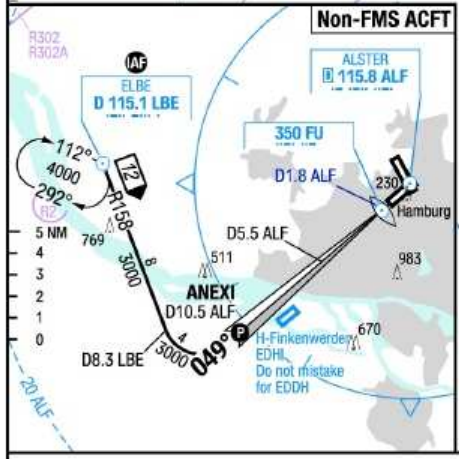 Non-FMS ACFT
R302
R302A
IAF
ELBE
D 115.1 LBE
ALSTER
D 115.8 ALF
350 FU
D1.8 ALF
230
Hamburg
112°
4000
292°
R2
12
R158
769
8
3000
D5.5 ALF
511
983
ANEXI
D10.5 ALF
P
5 NM
4
3
2
1
0
D8.3 LBE
4
3000
049°
670
H-Finkenwerder
EDHI
Do not mistake
for EDDH
20 ALF